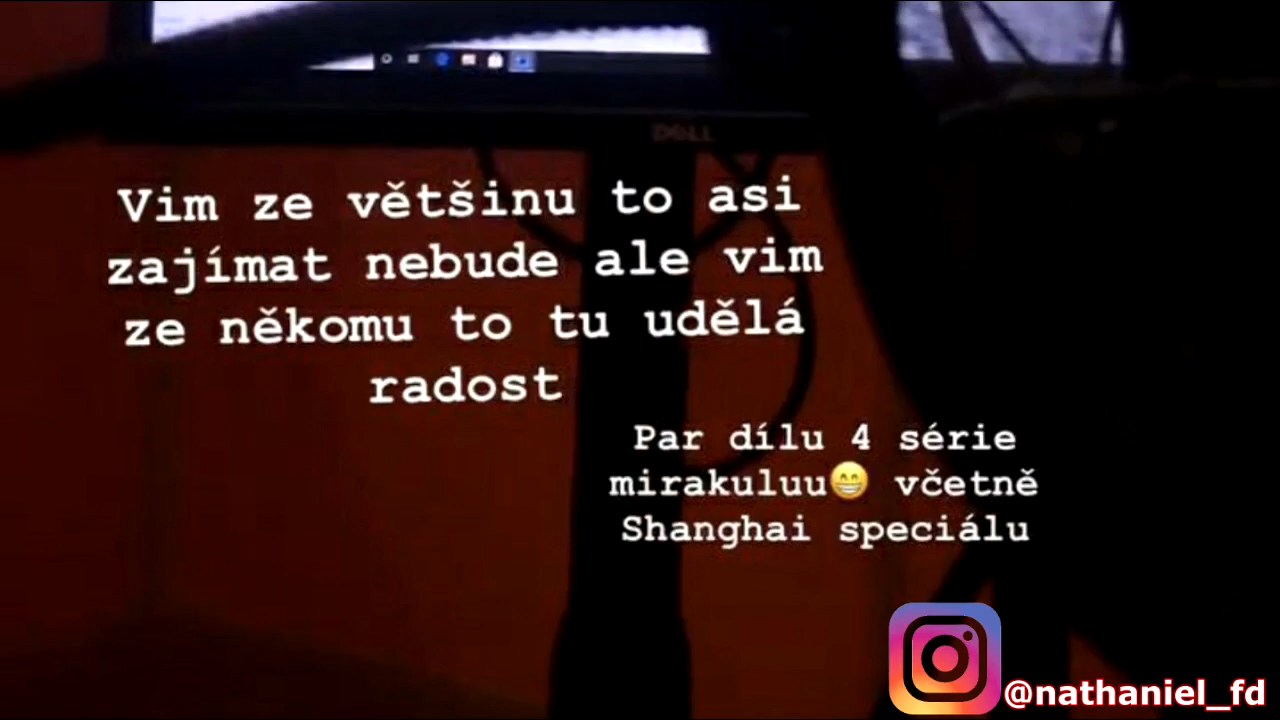 DELL
Vim ze většinu to asi
zajímat nebude ale vim
ze někomu to tu udělá
radost
Par dílu 4 série
mirakuluu😁 včetně
Shanghai speciálu
@nathaniel_fd